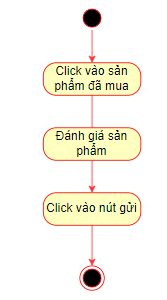 Click vào sản
phẩm đã mua
Đánh giá sản
phẩm
Click vào nút gửi